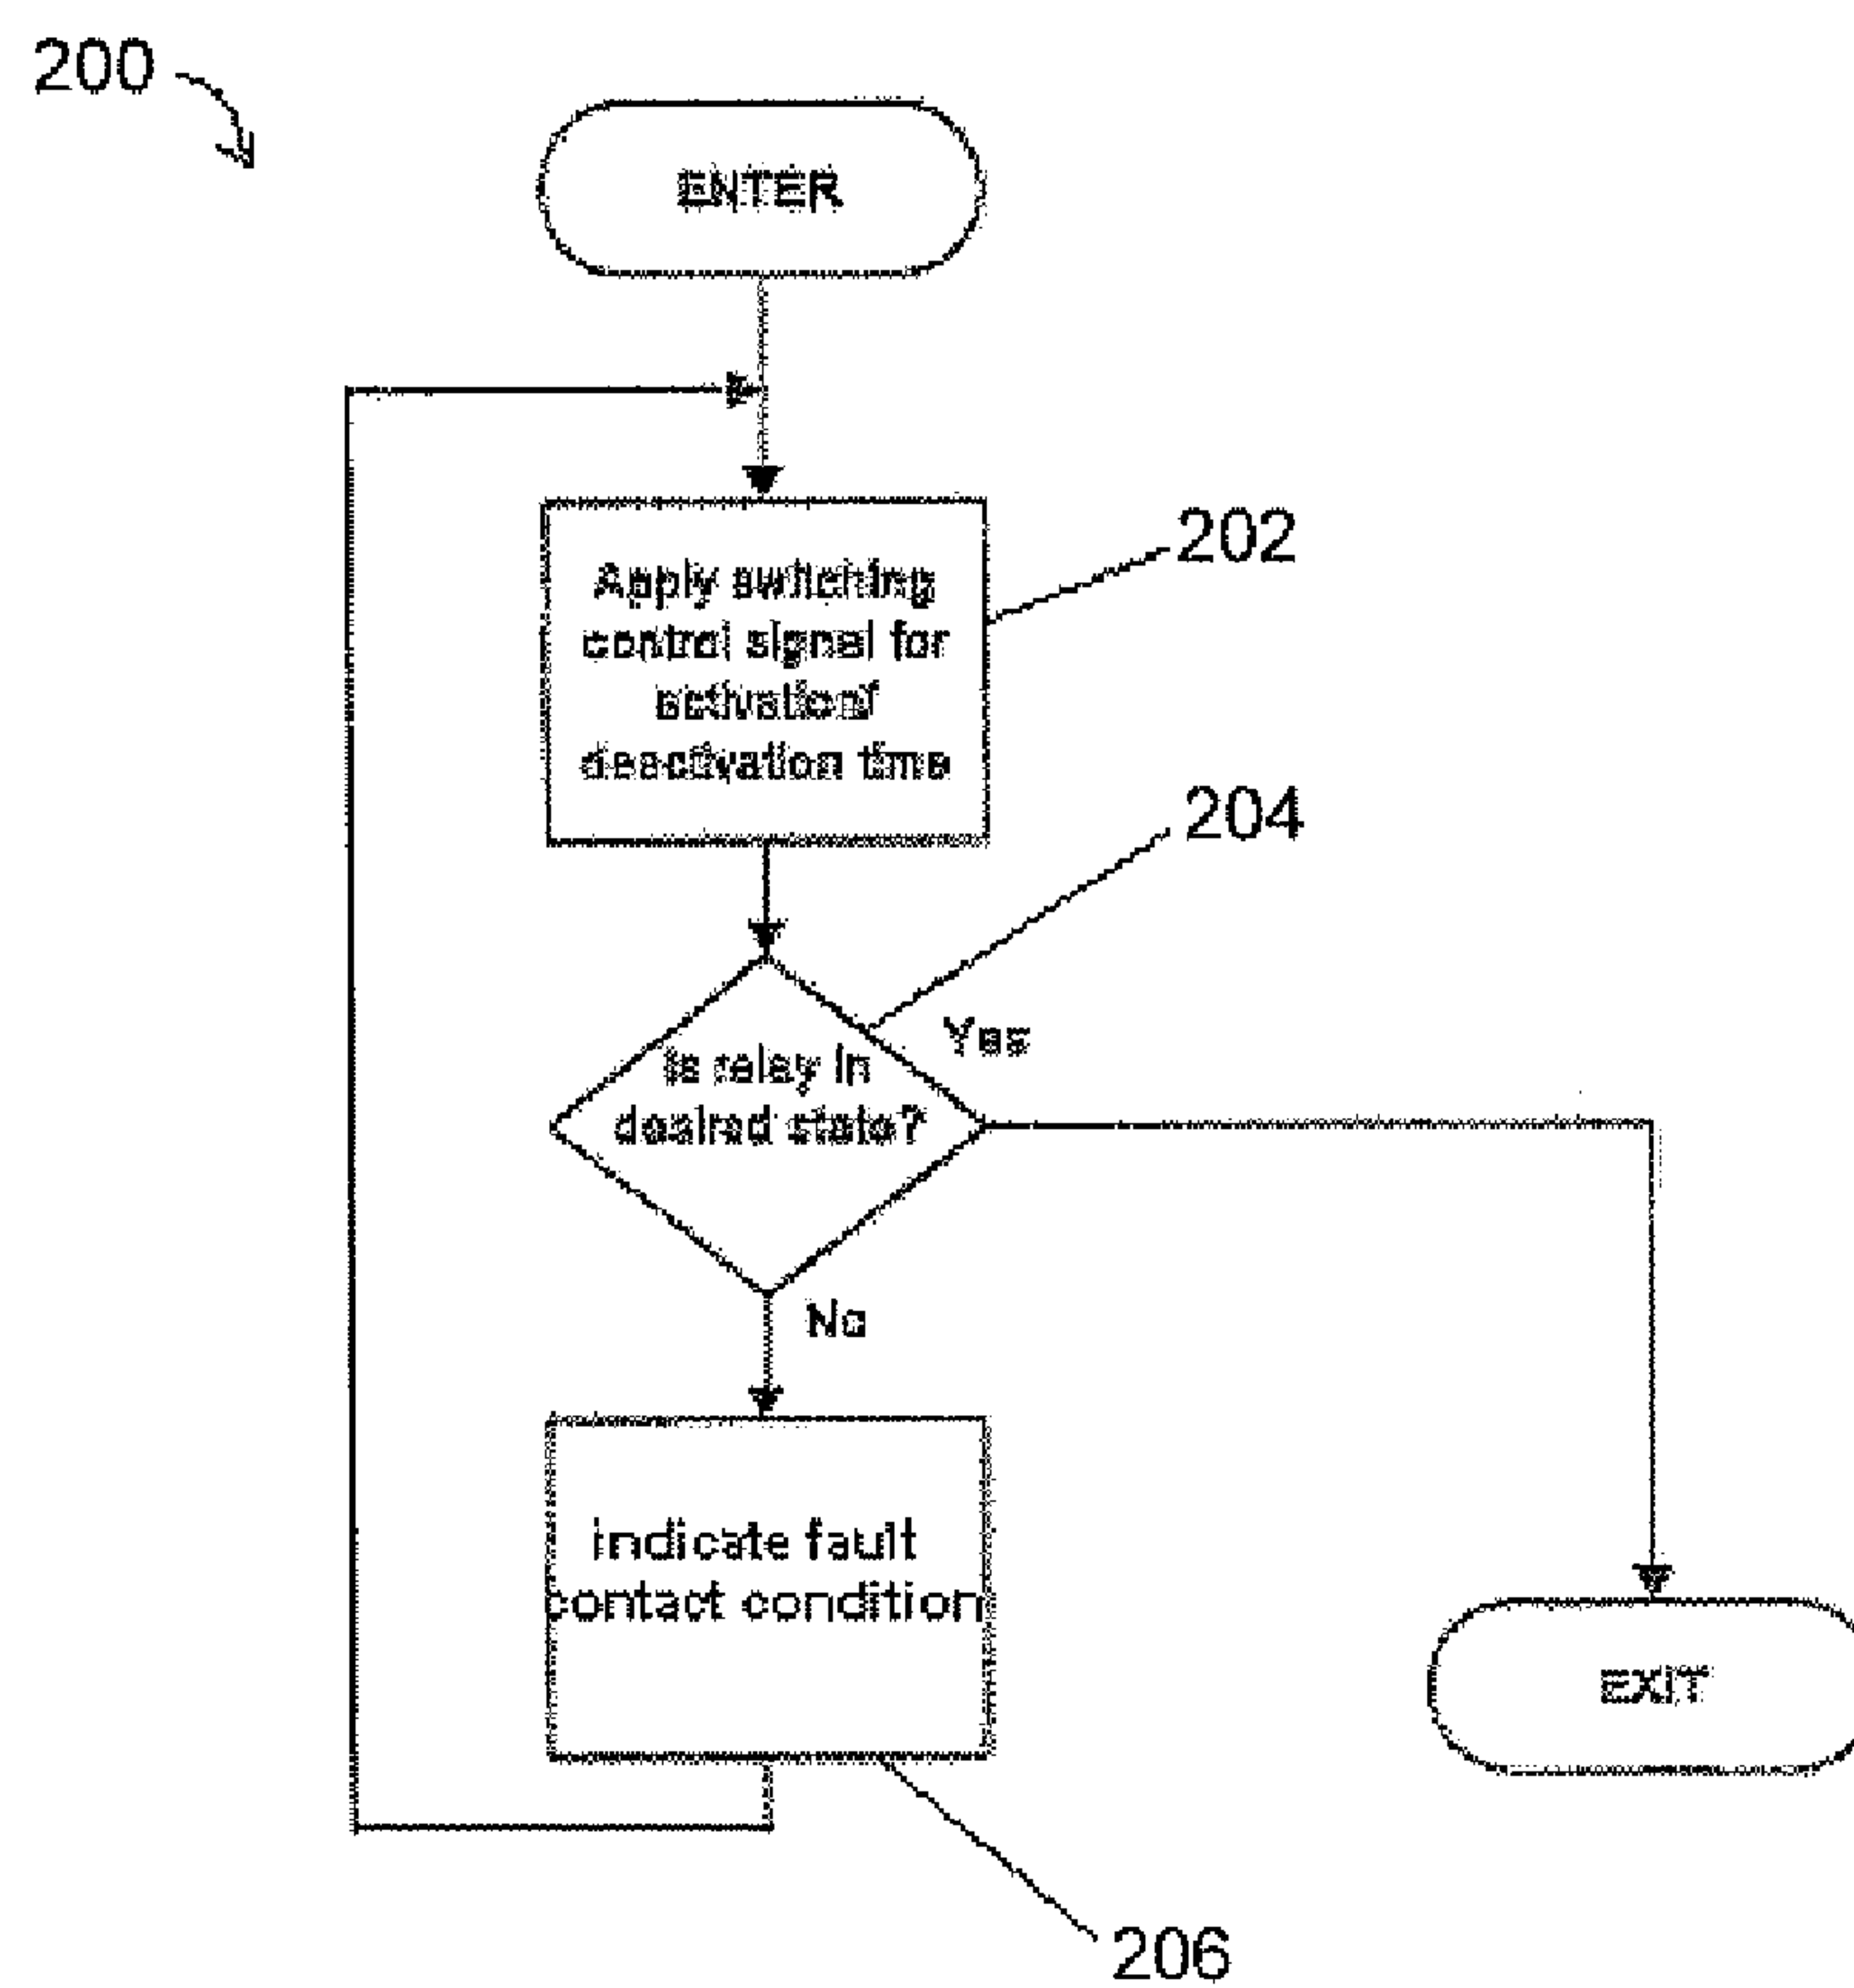 200
ENTER
Apply switching
control signal for
activation/
deactivation time
202
204
Is relay in
desired state?
Yes
No
indicate fault
contact condition
EXIT
206